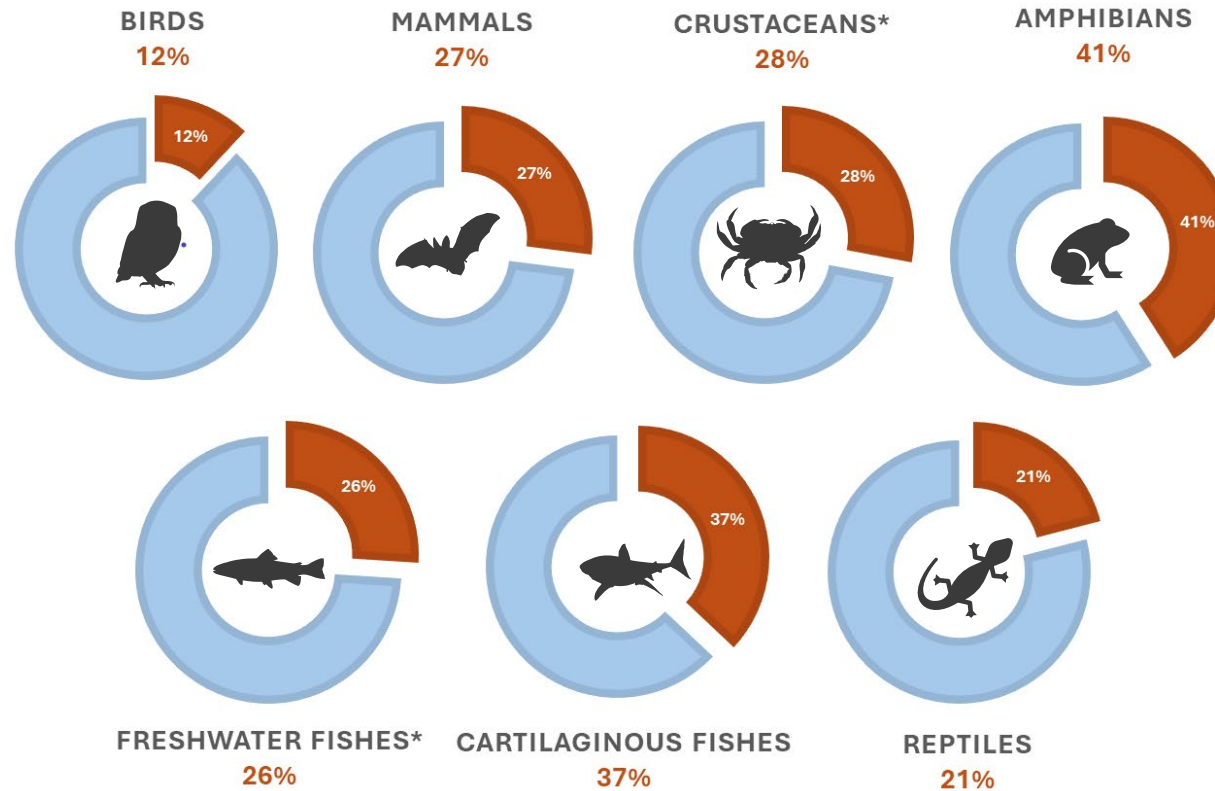 BIRDS
12%
MAMMALS
27%
CRUSTACEANS*
28%
AMPHIBIANS
41%
12%
27%
28%
41%
26%
37%
21%
FRESHWATER FISHES*
26%
CARTILAGINOUS FISHES
37%
REPTILES
21%